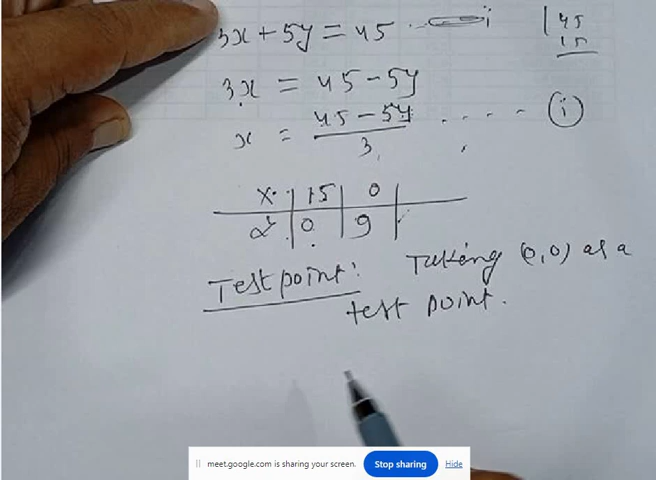 3x + 5y = 45 ... i
45
15
3x = 45 - 5y
x = 45 - 5y / 3 ..... (i)
x 15 0
y 0 9
Test point: Taking (0,0) as a
test point.
meet.google.com is sharing your screen. Stop sharing Hide